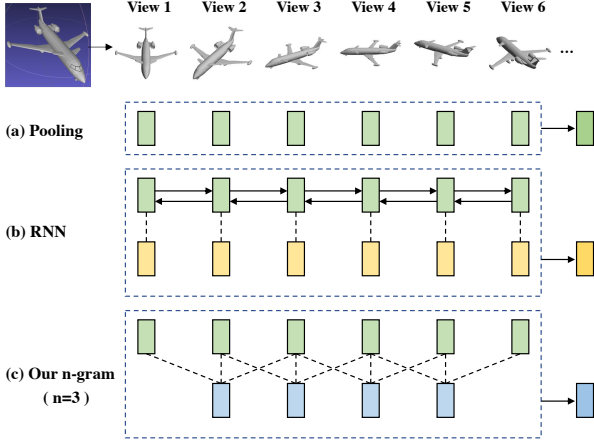 View 1 View 2 View 3 View 4 View 5 View 6
...
(a) Pooling
(b) RNN
(c) Our n-gram
( n=3 )